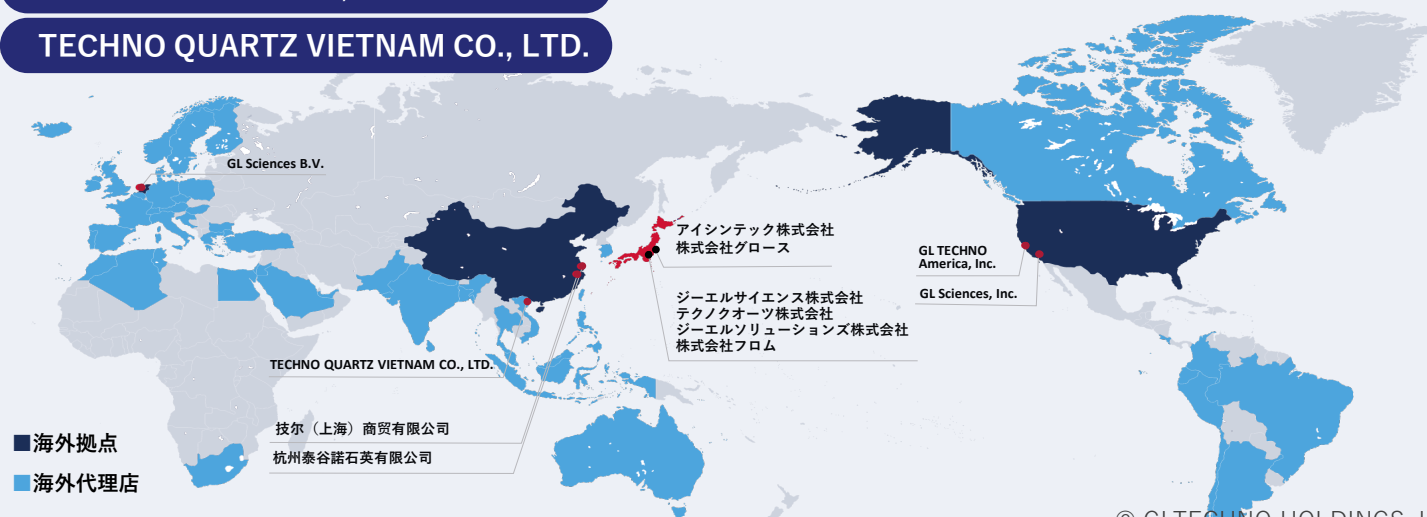 TECHNO QUARTZ VIETNAM CO., LTD.
GL Sciences B.V.
アイシンテック株式会社
株式会社グロース
GL TECHNO
America, Inc.
GL Sciences, Inc.
ジーエルサイエンス株式会社
テクノクオーツ株式会社
ジーエルソリューションズ株式会社
株式会社フロム
TECHNO QUARTZ VIETNAM CO., LTD.
技尔（上海）商贸有限公司
杭州泰谷諾石英有限公司
■海外拠点
■海外代理店